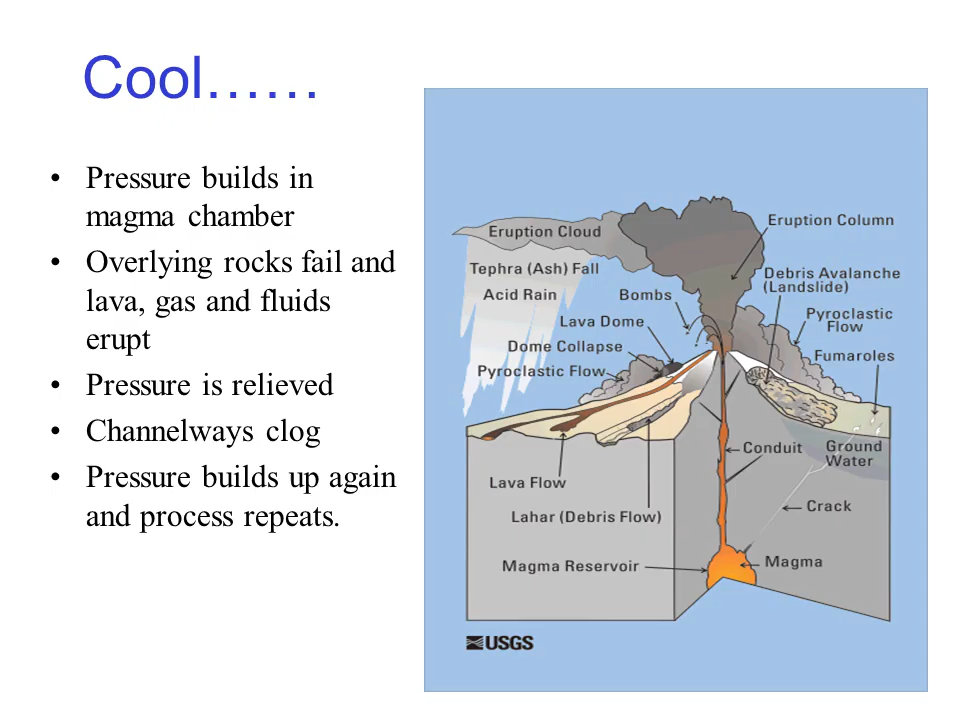 Cool……
• Pressure builds in
magma chamber
• Overlying rocks fail and
lava, gas and fluids
erupt
• Pressure is relieved
• Channelways clog
• Pressure builds up again
and process repeats.
Eruption Cloud
Eruption Column
Tephra (Ash) Fall
Acid Rain
Bombs
Debris Avalanche
(Landslide)
Lava Dome
Pyroclastic
Flow
Dome Collapse
Fumaroles
Pyroclastic Flow
Conduit
Ground
Water
Lava Flow
Crack
Lahar (Debris Flow)
Magma Reservoir
Magma
USGS